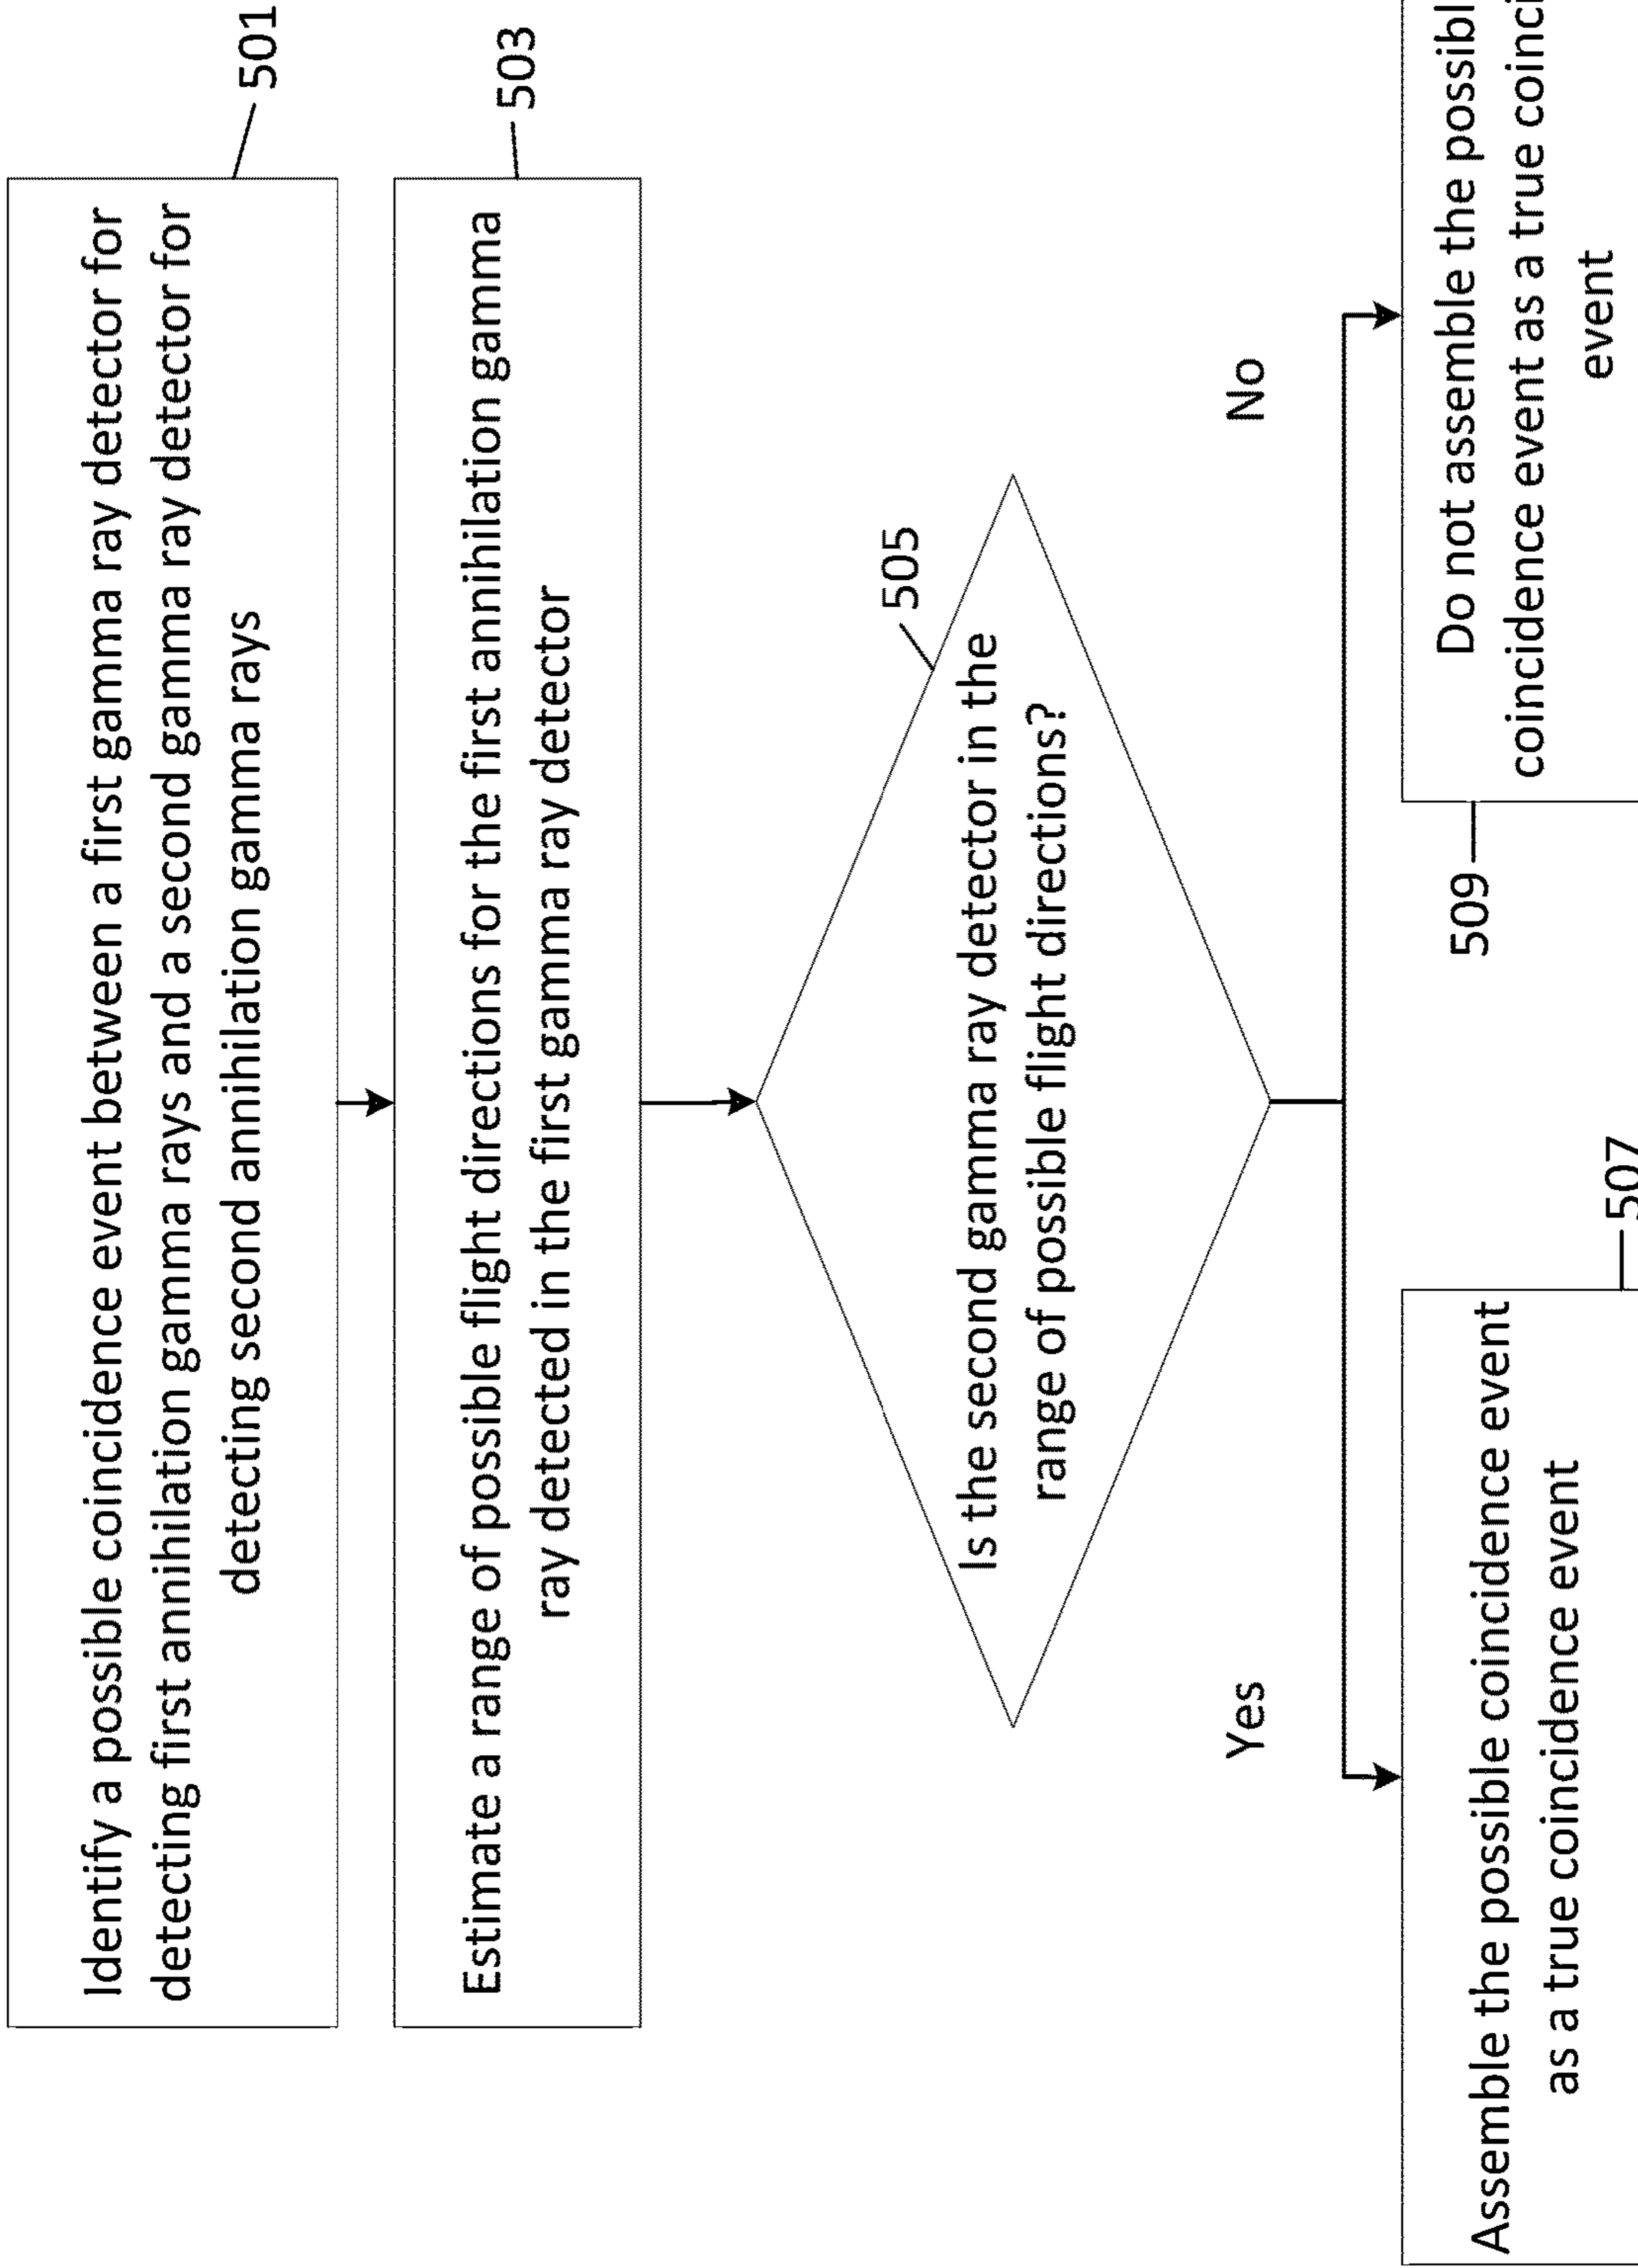 Identify a possible coincidence event between a first gamma ray detector for
detecting first annihilation gamma rays and a second gamma ray detector for
detecting second annihilation gamma rays
501
Estimate a range of possible flight directions for the first annihilation gamma
ray detected in the first gamma ray detector
503
505
Is the second gamma ray detector in the
range of possible flight directions?
Yes
No
Assemble the possible coincidence event
as a true coincidence event
507
509
Do not assemble the
coincidence event as a true
event